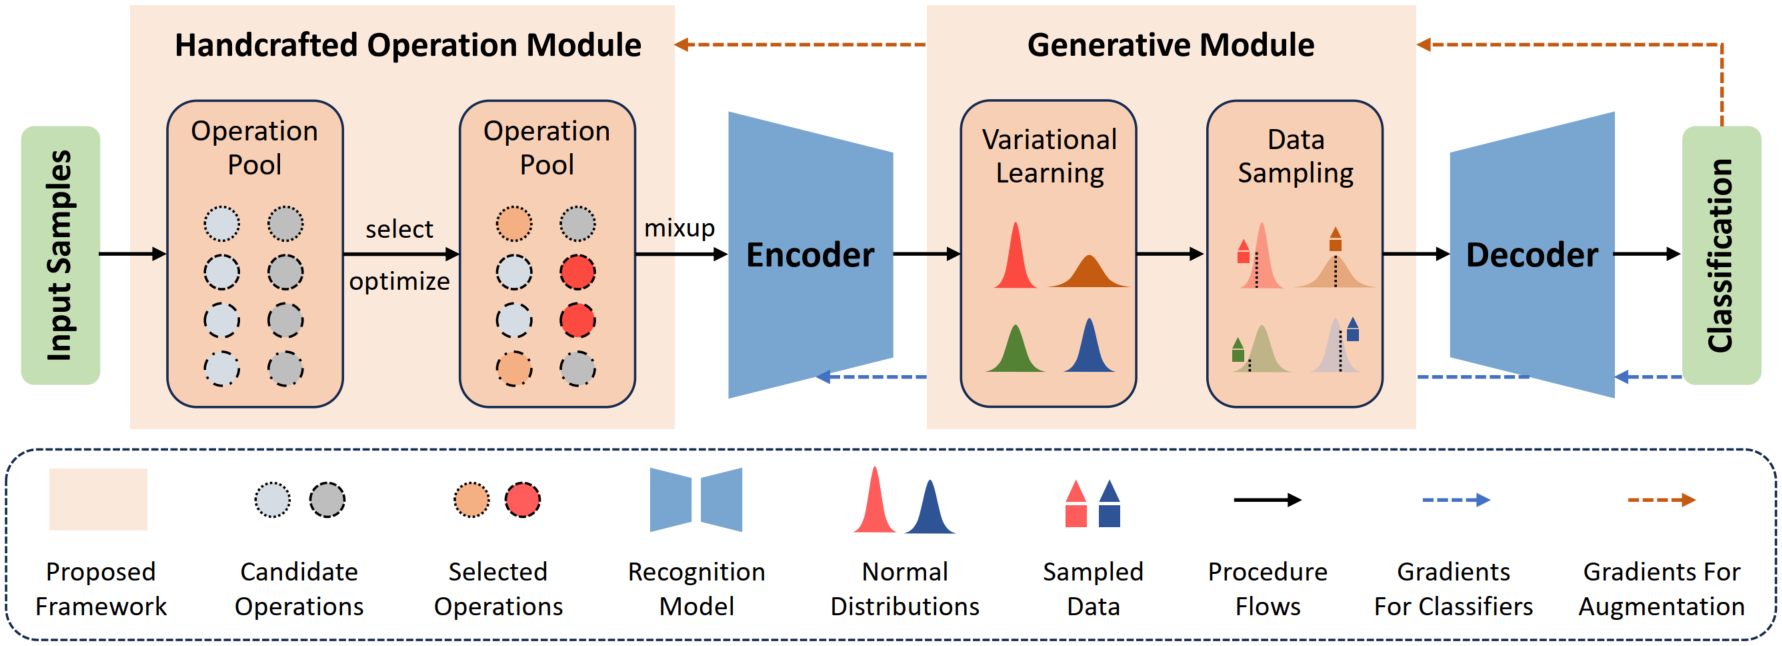 Handcrafted Operation Module
Generative Module
Input Samples
Operation
Pool
select
optimize
Operation
Pool
mixup
Encoder
Variational
Learning
Data
Sampling
Decoder
Classification
Proposed
Framework
Candidate
Operations
Selected
Operations
Recognition
Model
Normal
Distributions
Sampled
Data
Procedure
Flows
Gradients
For Classifiers
Gradients For
Augmentation